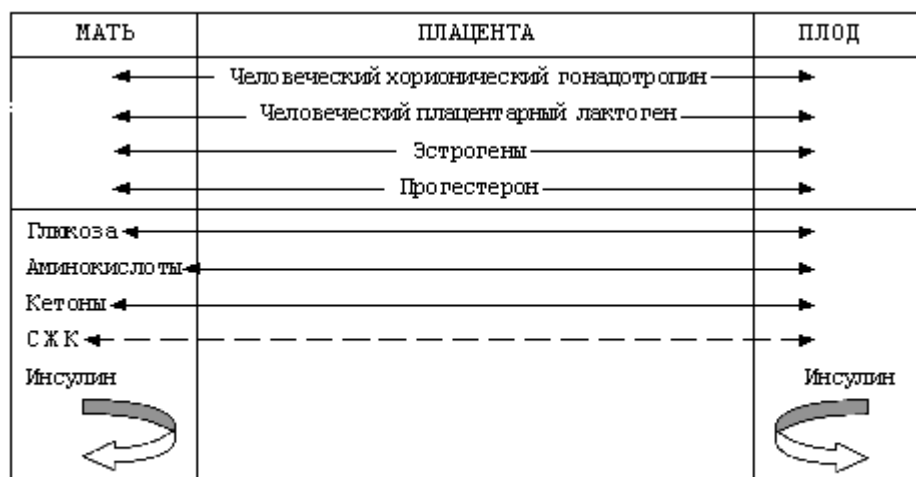 МАТЬ ПЛАЦЕНТА ПЛОД
Человеческий хорионический гонадотропин
Человеческий плацентарный лактоген
Эстрогены
Прогестерон
Глюкоза
Аминокислоты
Кетоны
СЖК
Инсулин Инсулин